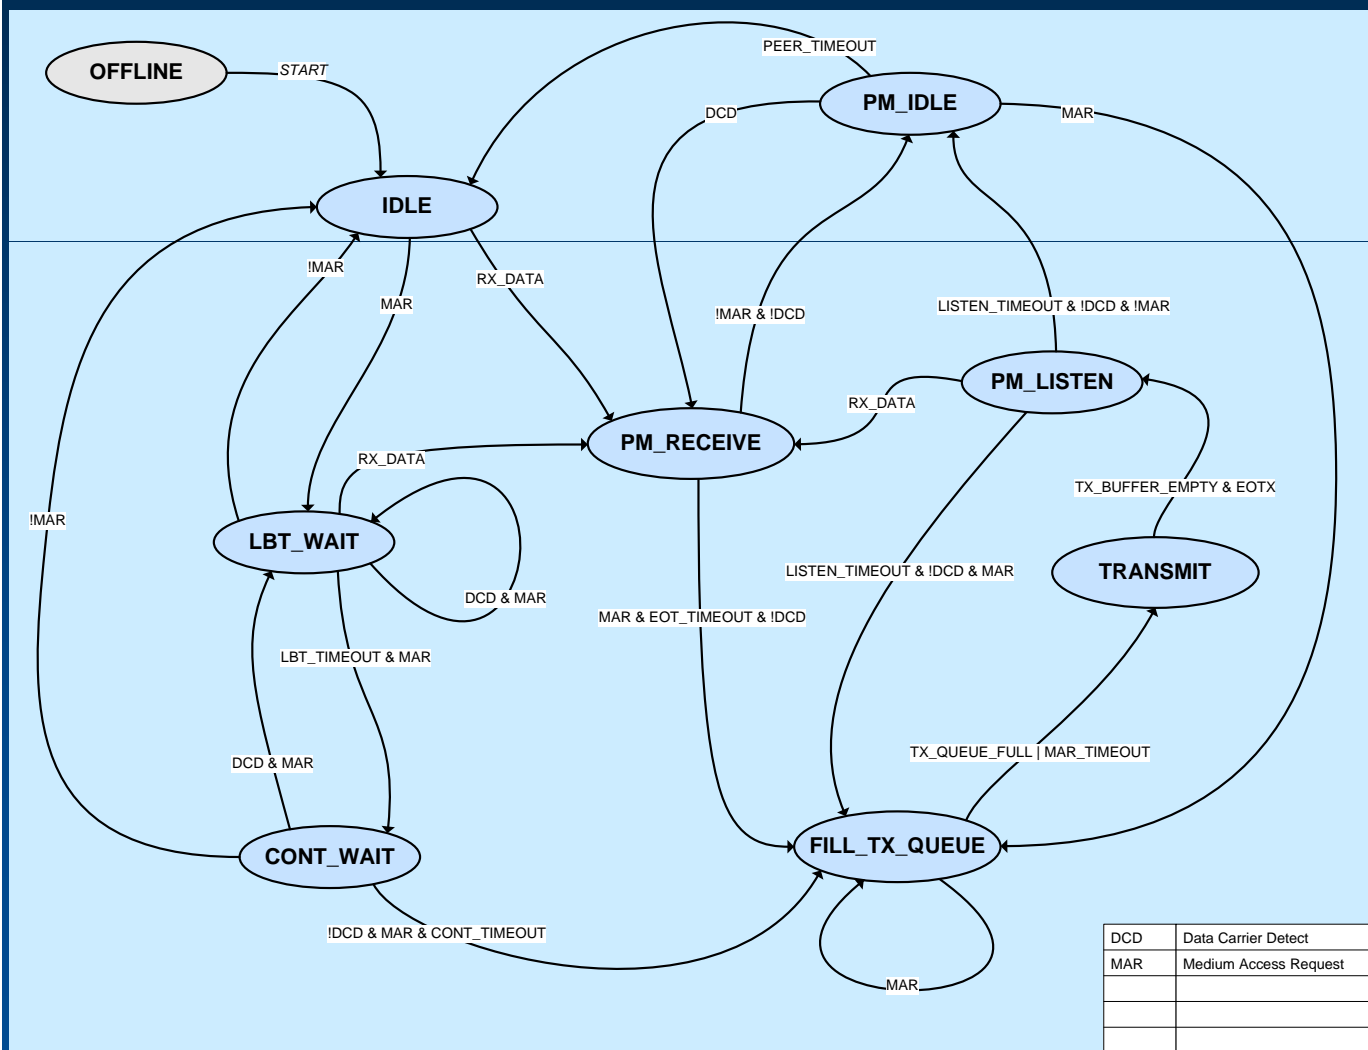 PEER_TIMEOUT
OFFLINE
START
PM_IDLE
DCD
MAR
IDLE
!MAR
RX_DATA
MAR
!MAR & !DCD
LISTEN_TIMEOUT & !DCD & !MAR
PM_LISTEN
RX_DATA
PM_RECEIVE
RX_DATA
TX_BUFFER_EMPTY & EOTX
!MAR
LBT_WAIT
LISTEN_TIMEOUT & !DCD & MAR
TRANSMIT
DCD & MAR
MAR & EOT_TIMEOUT & !DCD
LBT_TIMEOUT & MAR
TX_QUEUE_FULL | MAR_TIMEOUT
DCD & MAR
FILL_TX_QUEUE
CONT_WAIT
!DCD & MAR & CONT_TIMEOUT
MAR
DCD Data Carrier Detect
MAR Medium Access Request